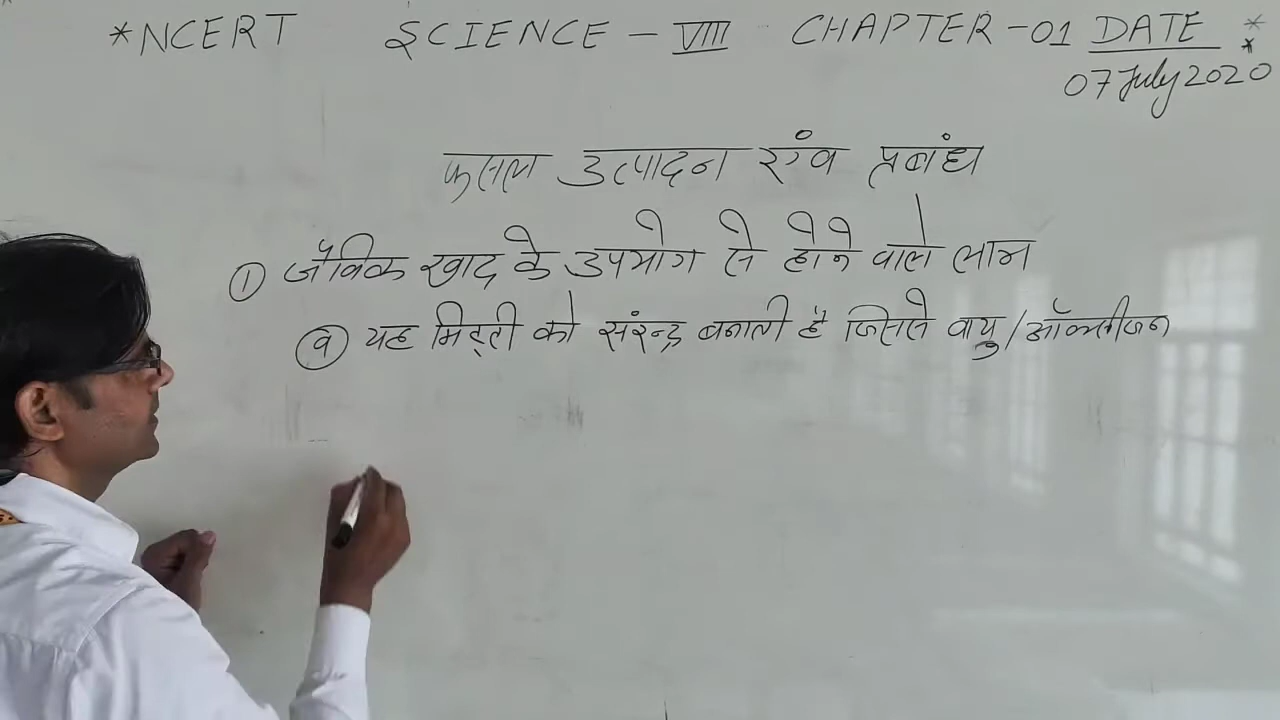 *NCERT SCIENCE - VIII CHAPTER-01 DATE :
07 July 2020
फसल उत्पादन एंव प्रबंध
① जैविक खाद के उपयोग से होने वाले लाभ
ⓐ यह मिट्टी को संरन्द्र बनाती है जिससे वायु/ऑक्सीजन